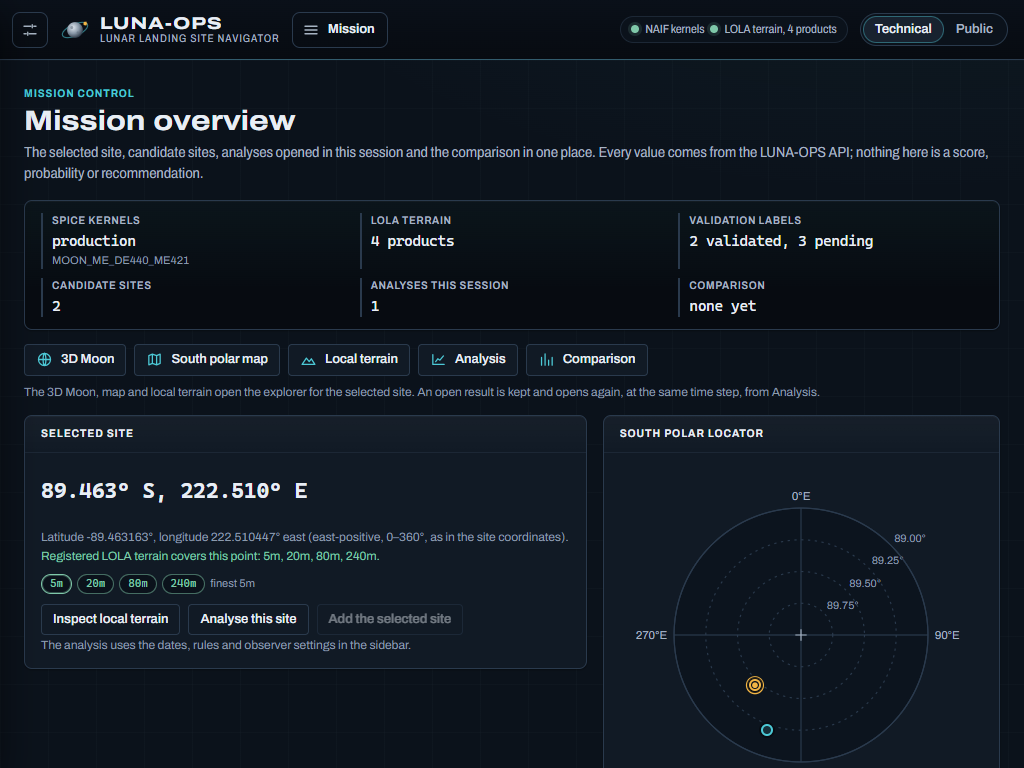 LUNA-OPS
LUNAR LANDING SITE NAVIGATOR
Mission
NAIF kernels
LOLA terrain, 4 products
Technical
Public
MISSION CONTROL
Mission overview
The selected site, candidate sites, analyses opened in this session and the comparison in one place. Every value comes from the LUNA-OPS API; nothing here is a score,
probability or recommendation.
SPICE KERNELS
production
MOON_ME_DE440_ME421
LOLA TERRAIN
4 products
VALIDATION LABELS
2 validated, 3 pending
CANDIDATE SITES
2
ANALYSES THIS SESSION
1
COMPARISON
none yet
3D Moon
South polar map
Local terrain
Analysis
Comparison
The 3D Moon, map and local terrain open the explorer for the selected site. An open result is kept and opens again, at the same time step, from Analysis.
SELECTED SITE
89.463° S, 222.510° E
Latitude -89.463163°, longitude 222.510447° east (east-positive, 0–360°, as in the site coordinates).
Registered LOLA terrain covers this point: 5m, 20m, 80m, 240m.
5m
20m
80m
240m
finest 5m
Inspect local terrain
Analyse this site
Add the selected site
The analysis uses the dates, rules and observer settings in the sidebar.
SOUTH POLAR LOCATOR
0°E
89.00°
89.25°
89.50°
89.75°
270°E
90°E